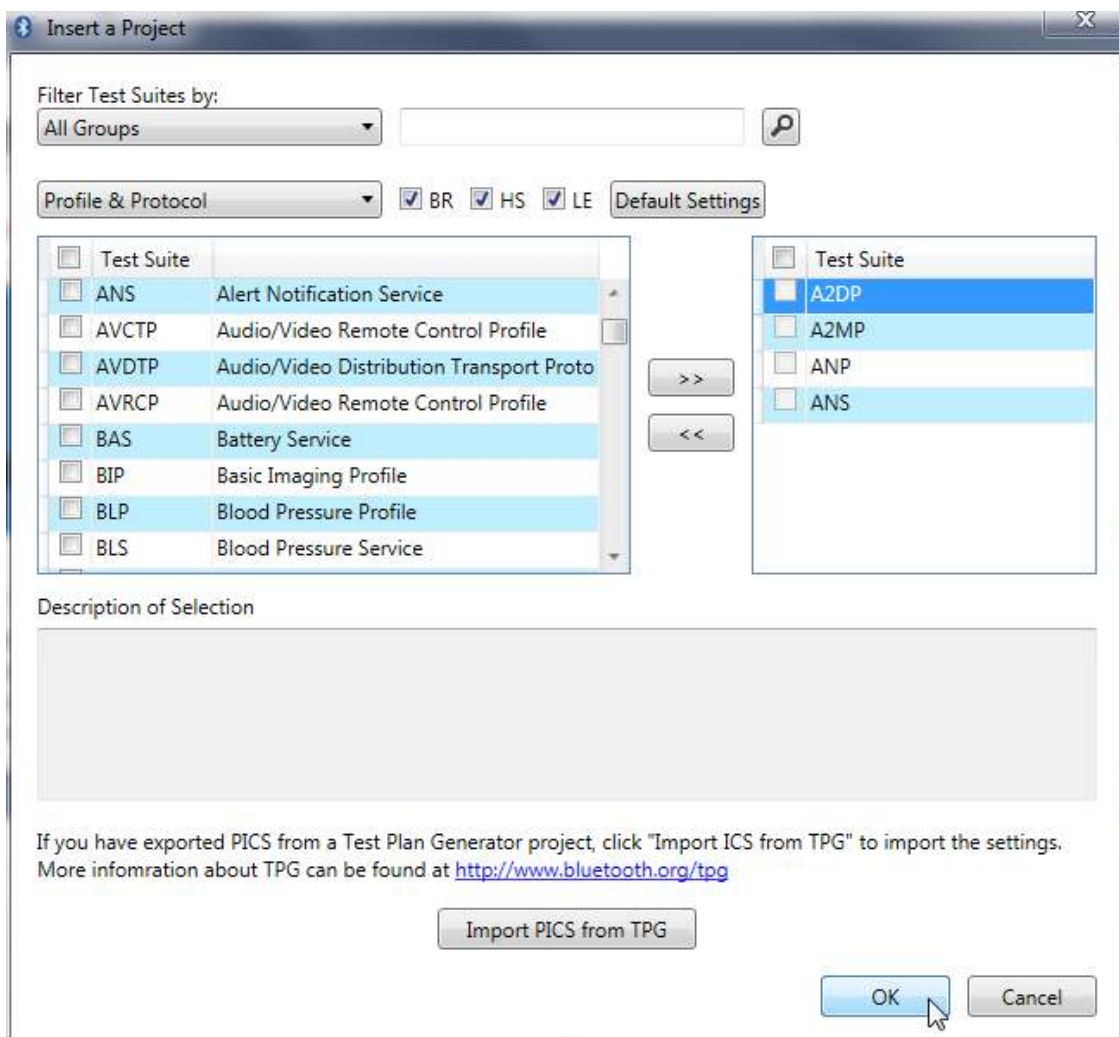 Insert a Project
Filter Test Suites by:
All Groups
Profile & Protocol BR HS LE Default Settings
Test Suite
ANS Alert Notification Service
AVCTP Audio/Video Remote Control Profile
AVDTP Audio/Video Distribution Transport Proto
AVRCP Audio/Video Remote Control Profile
BAS Battery Service
BIP Basic Imaging Profile
BLP Blood Pressure Profile
BLS Blood Pressure Service
>>
<<
Test Suite
A2DP
A2MP
ANP
ANS
Description of Selection
If you have exported PICS from a Test Plan Generator project, click "Import ICS from TPG" to import the settings.
More infomration about TPG can be found at http://www.bluetooth.org/tpg
Import PICS from TPG
OK Cancel